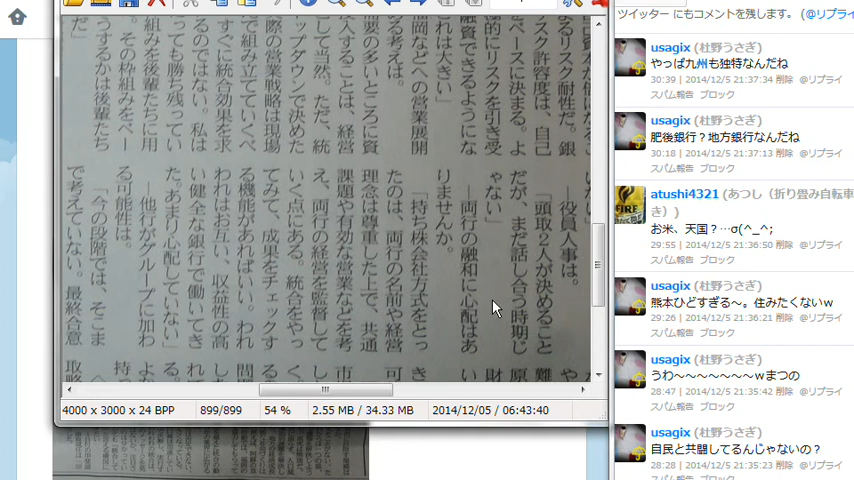 自己資本が倍になる
るリスク耐性だ。銀
スク許容度は、自己
ベースに決まる。よ
極的にリスクを引き受
融資できるようにな
これは大きい」
福岡などへの営業展開
る考えは。
需要の多いところに資
入することは、経営
して当然。ただ、統
ップダウンで決めた
際の営業戦略は現場
で組み立てていくべ
すぐに統合効果を求
るのではない。私は
っても勝ち残ってい
組みを後輩たちに用
。その枠組みをベー
うするかは後輩たち
だ」
―役員人事は。
「頭取2人が決めること
だが、まだ話し合う時期じ
ゃない」
―両行の融和に心配はあ
りませんか。
「持ち株会社方式をとっ
たのは、両行の名前や経営
理念は尊重した上で、共通
課題や有効な営業などを考
え、両行の経営を監督して
いく点にある。統合をやっ
てみて、成果をチェックす
る機能があればいい。われ
われはお互い、収益性の高
い健全な銀行で働いてき
た。あまり心配していない」
―他行がグループに加わ
る可能性は。
「今の段階では、そこま
で考えていない。最終合意
4000 x 3000 x 24 BPP
899/899
54 %
2.55 MB / 34.33 MB
2014/12/05 / 06:43:40
ツイッター にもコメントを残します。 (@リプライ
usagix (杜野うさぎ)
やっぱ九州も独特なんだね
30:39 | 2014/12/5 21:37:34 削除 @リプライ
スパム報告 ブロック
usagix (杜野うさぎ)
肥後銀行？地方銀行なんだね
30:18 | 2014/12/5 21:37:13 削除 @リプライ
スパム報告 ブロック
atushi4321 (あつし（折り畳み自転車
き）)
お米、天国？…σ(^_^;
29:55 | 2014/12/5 21:36:50 削除 @リプライ
スパム報告 ブロック
usagix (杜野うさぎ)
熊本ひどすぎる～。住みたくないw
29:26 | 2014/12/5 21:36:21 削除 @リプライ
スパム報告 ブロック
usagix (杜野うさぎ)
うわ～～～～～～～wまつの
28:47 | 2014/12/5 21:35:42 削除 @リプライ
スパム報告 ブロック
usagix (杜野うさぎ)
自民と共闘してるんじゃないの？
28:28 | 2014/12/5 21:35:23 削除 @リプライ
スパム報告 ブロック